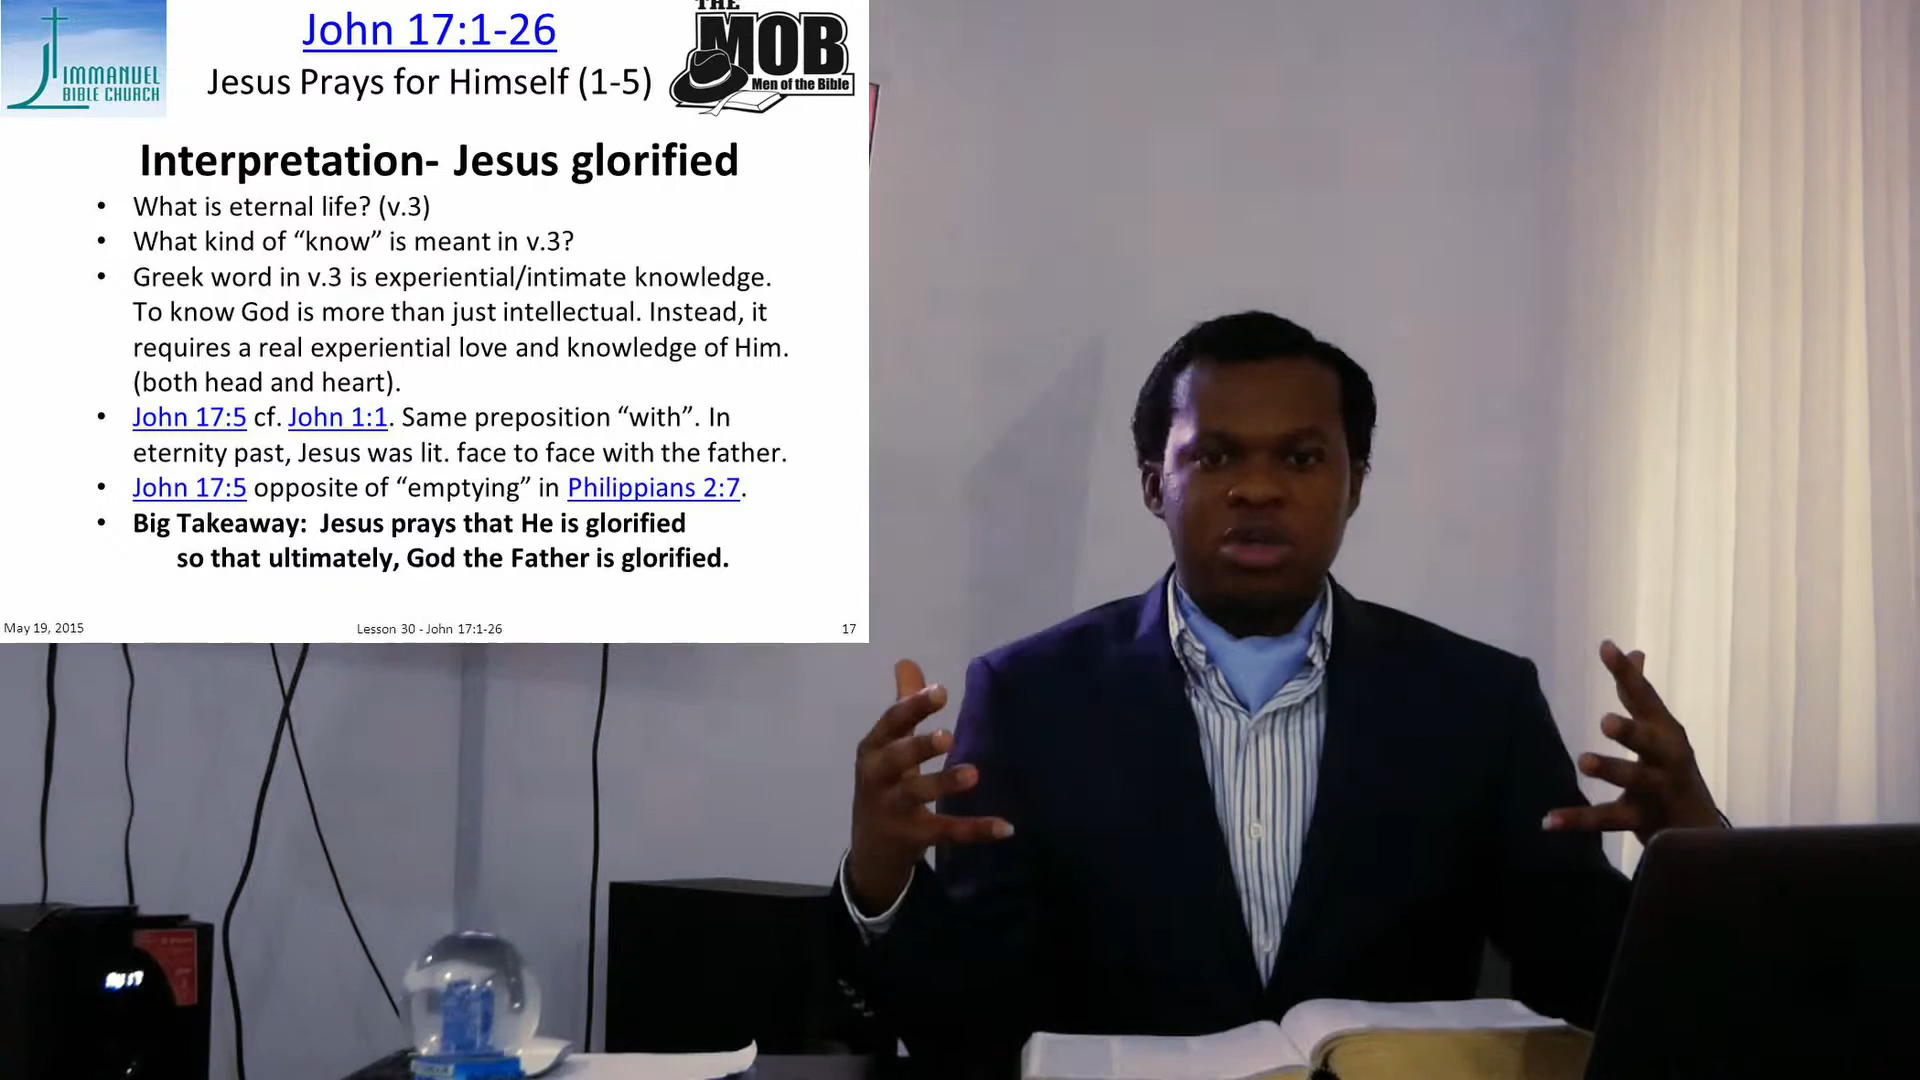 John 17:1-26
Jesus Prays for Himself (1-5)
IMMANUEL
BIBLE CHURCH
THE
MOB
Men of the Bible
Interpretation- Jesus glorified
• What is eternal life? (v.3)
• What kind of “know” is meant in v.3?
• Greek word in v.3 is experiential/intimate knowledge.
To know God is more than just intellectual. Instead, it
requires a real experiential love and knowledge of Him.
(both head and heart).
• John 17:5 cf. John 1:1. Same preposition “with”. In
eternity past, Jesus was lit. face to face with the father.
• John 17:5 opposite of “emptying” in Philippians 2:7.
• Big Takeaway: Jesus prays that He is glorified
so that ultimately, God the Father is glorified.
May 19, 2015
Lesson 30 - John 17:1-26
17